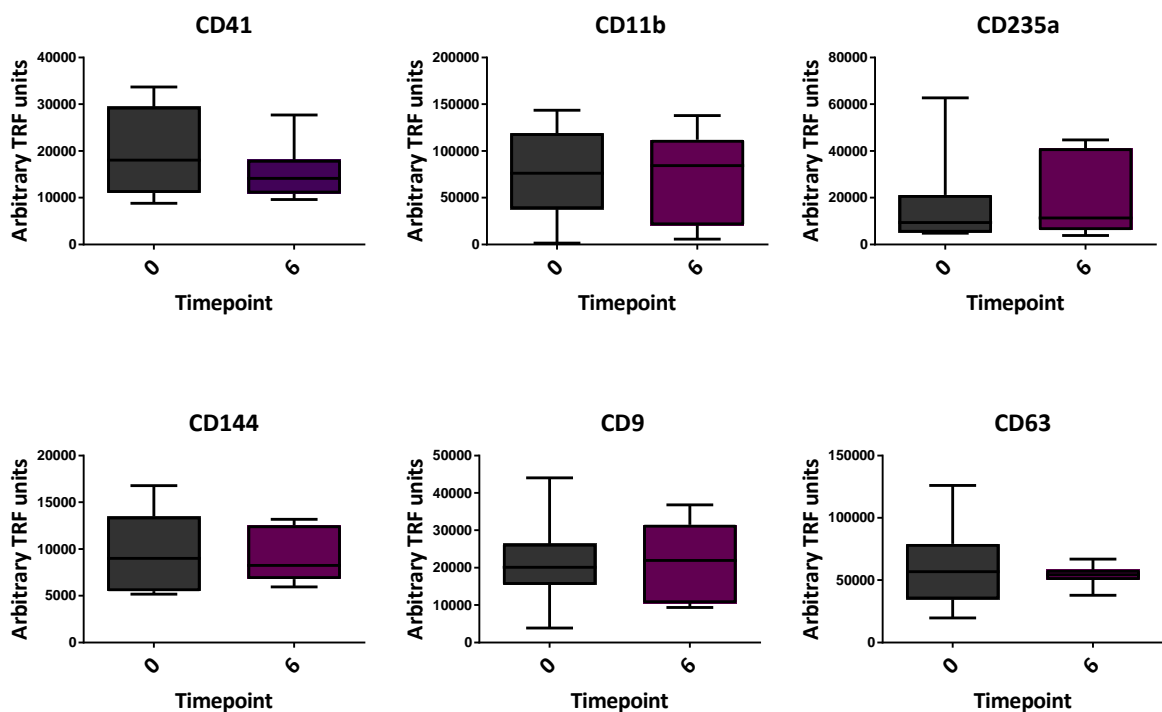 CD41
Arbitrary TRF units
40000
30000
20000
10000
0
0
6
Timepoint
CD11b
Arbitrary TRF units
200000
150000
100000
50000
0
0
6
Timepoint
CD235a
Arbitrary TRF units
80000
60000
40000
20000
0
0
6
Timepoint
CD144
Arbitrary TRF units
20000
15000
10000
5000
0
0
6
Timepoint
CD9
Arbitrary TRF units
50000
40000
30000
20000
10000
0
0
6
Timepoint
CD63
Arbitrary TRF units
150000
100000
50000
0
0
6
Timepoint